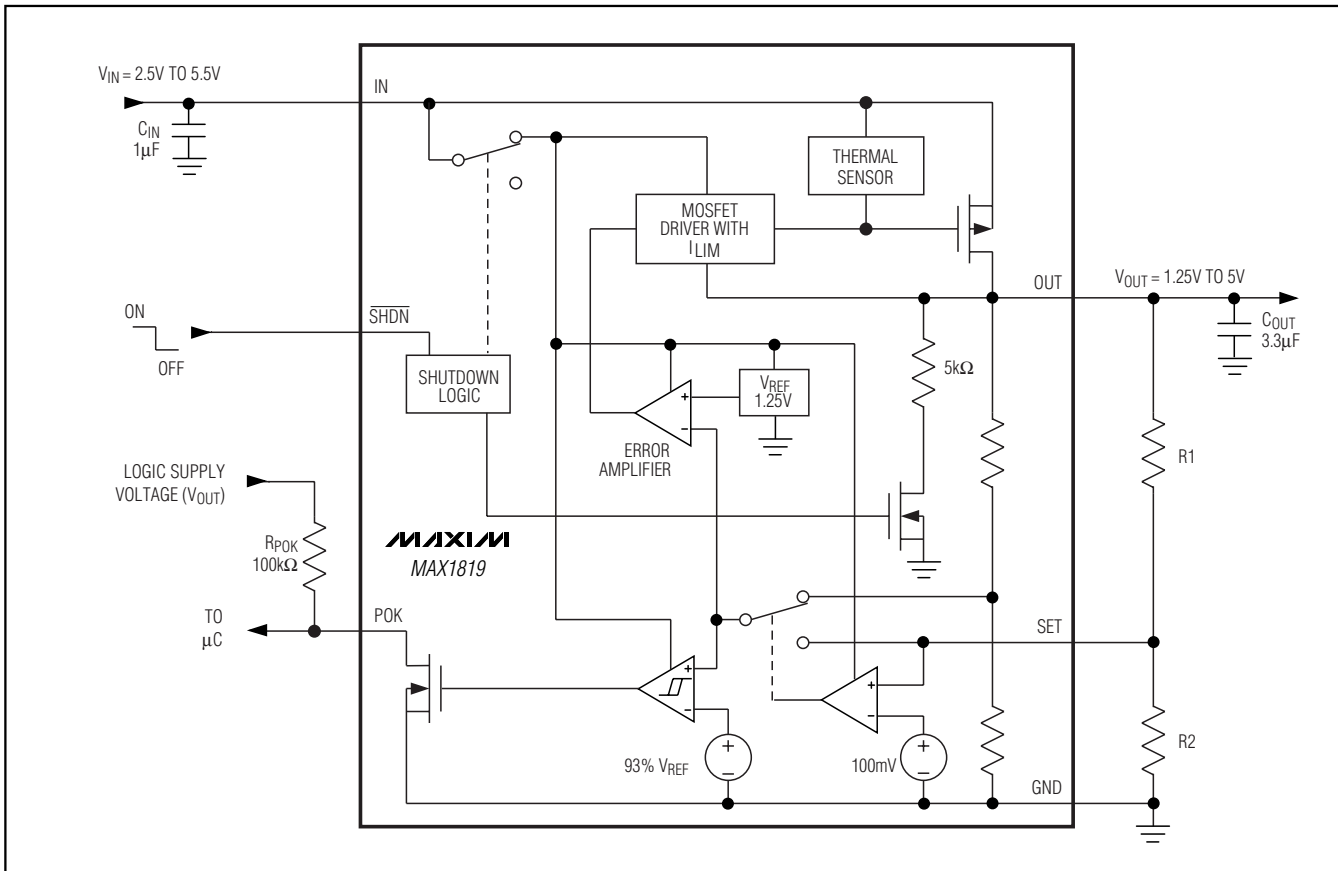 V_IN = 2.5V TO 5.5V
IN
C_IN
1µF
THERMAL
SENSOR
MOSFET
DRIVER WITH
I_LIM
OUT
V_OUT = 1.25V TO 5V
C_OUT
3.3µF
ON
OFF
S̅H̅D̅N̅
SHUTDOWN
LOGIC
5kΩ
V_REF
1.25V
+
−
ERROR
AMPLIFIER
R1
LOGIC SUPPLY
VOLTAGE (V_OUT)
R_POK
100kΩ
MAXIM
MAX1819
TO
µC
POK
SET
+
−
+
−
+
−
93% V_REF
+
−
100mV
R2
GND